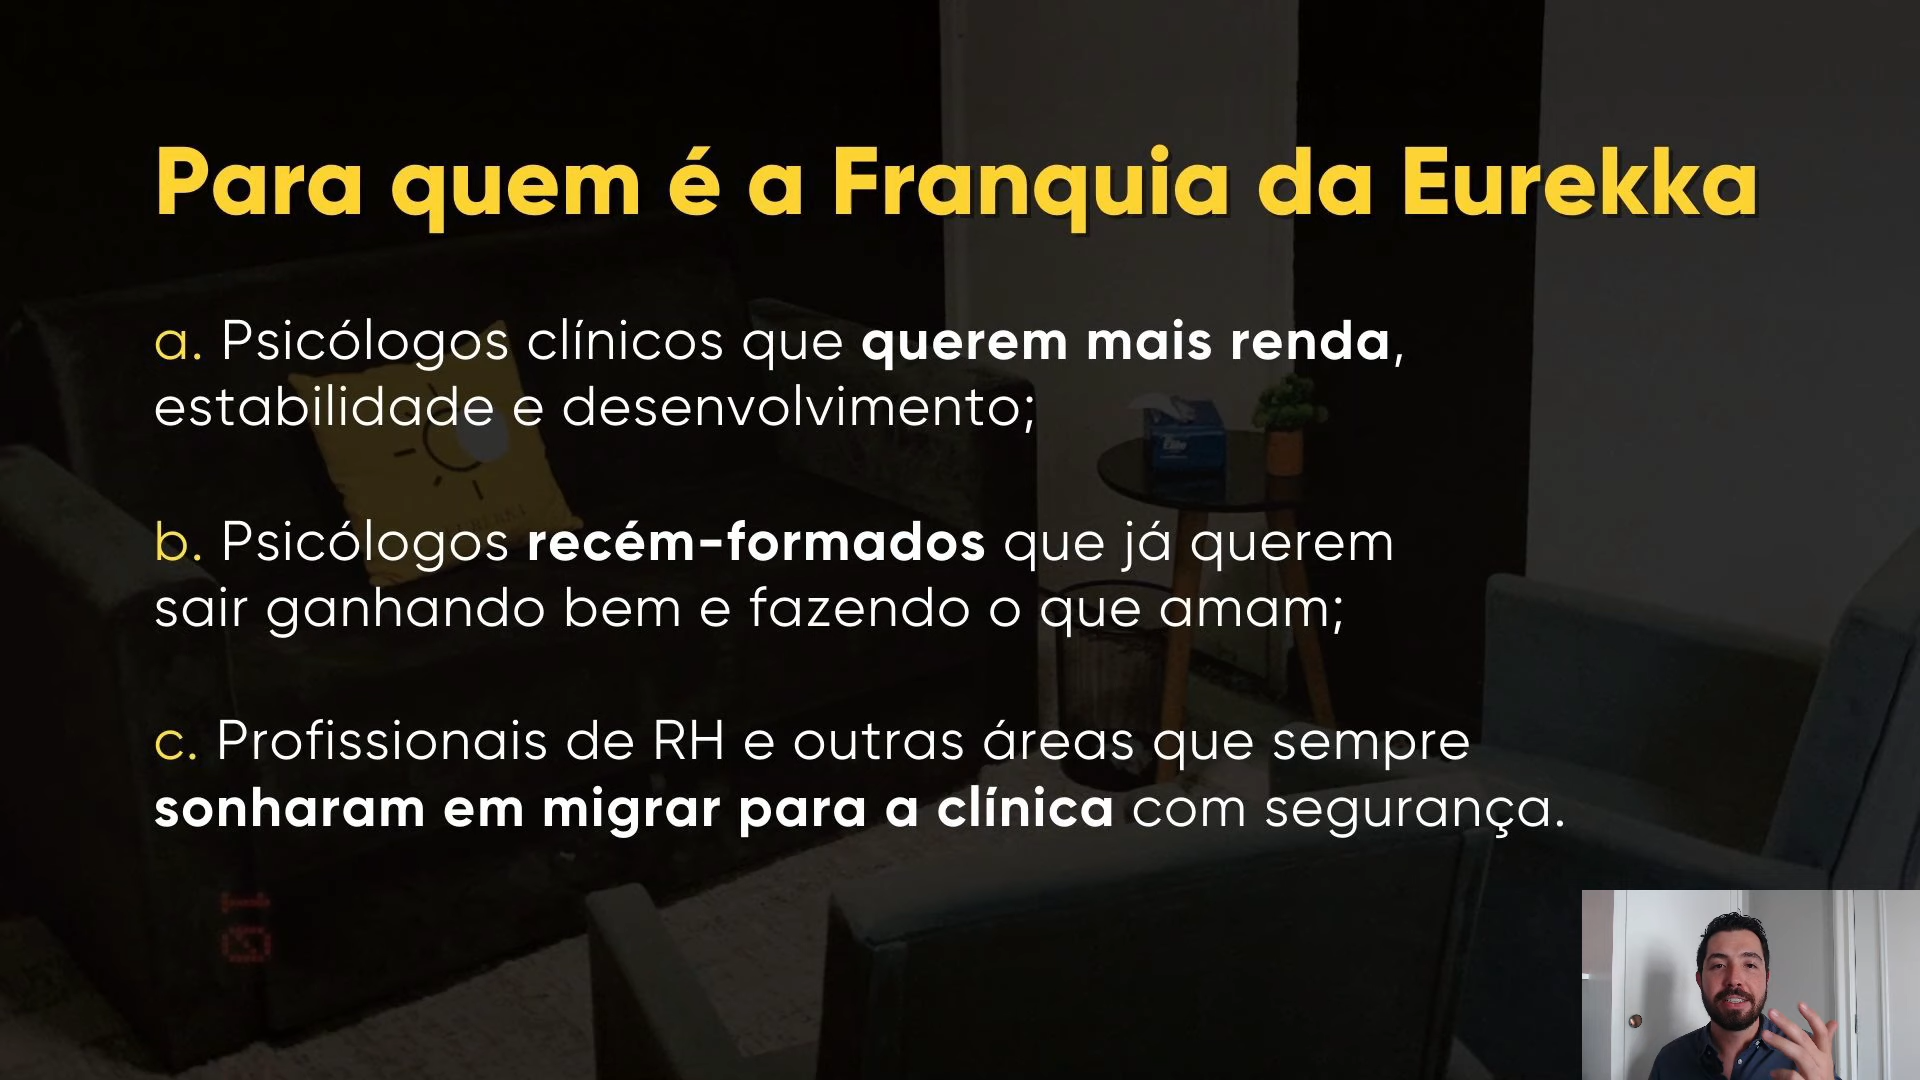 Para quem é a Franquia da Eurekka
a. Psicólogos clínicos que querem mais renda,
estabilidade e desenvolvimento;
b. Psicólogos recém-formados que já querem
sair ganhando bem e fazendo o que amam;
c. Profissionais de RH e outras áreas que sempre
sonharam em migrar para a clínica com segurança.